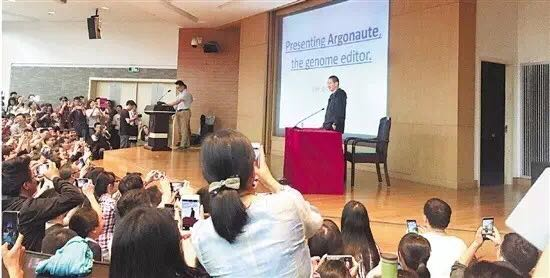 Presenting Argonaute,
the genome editor.